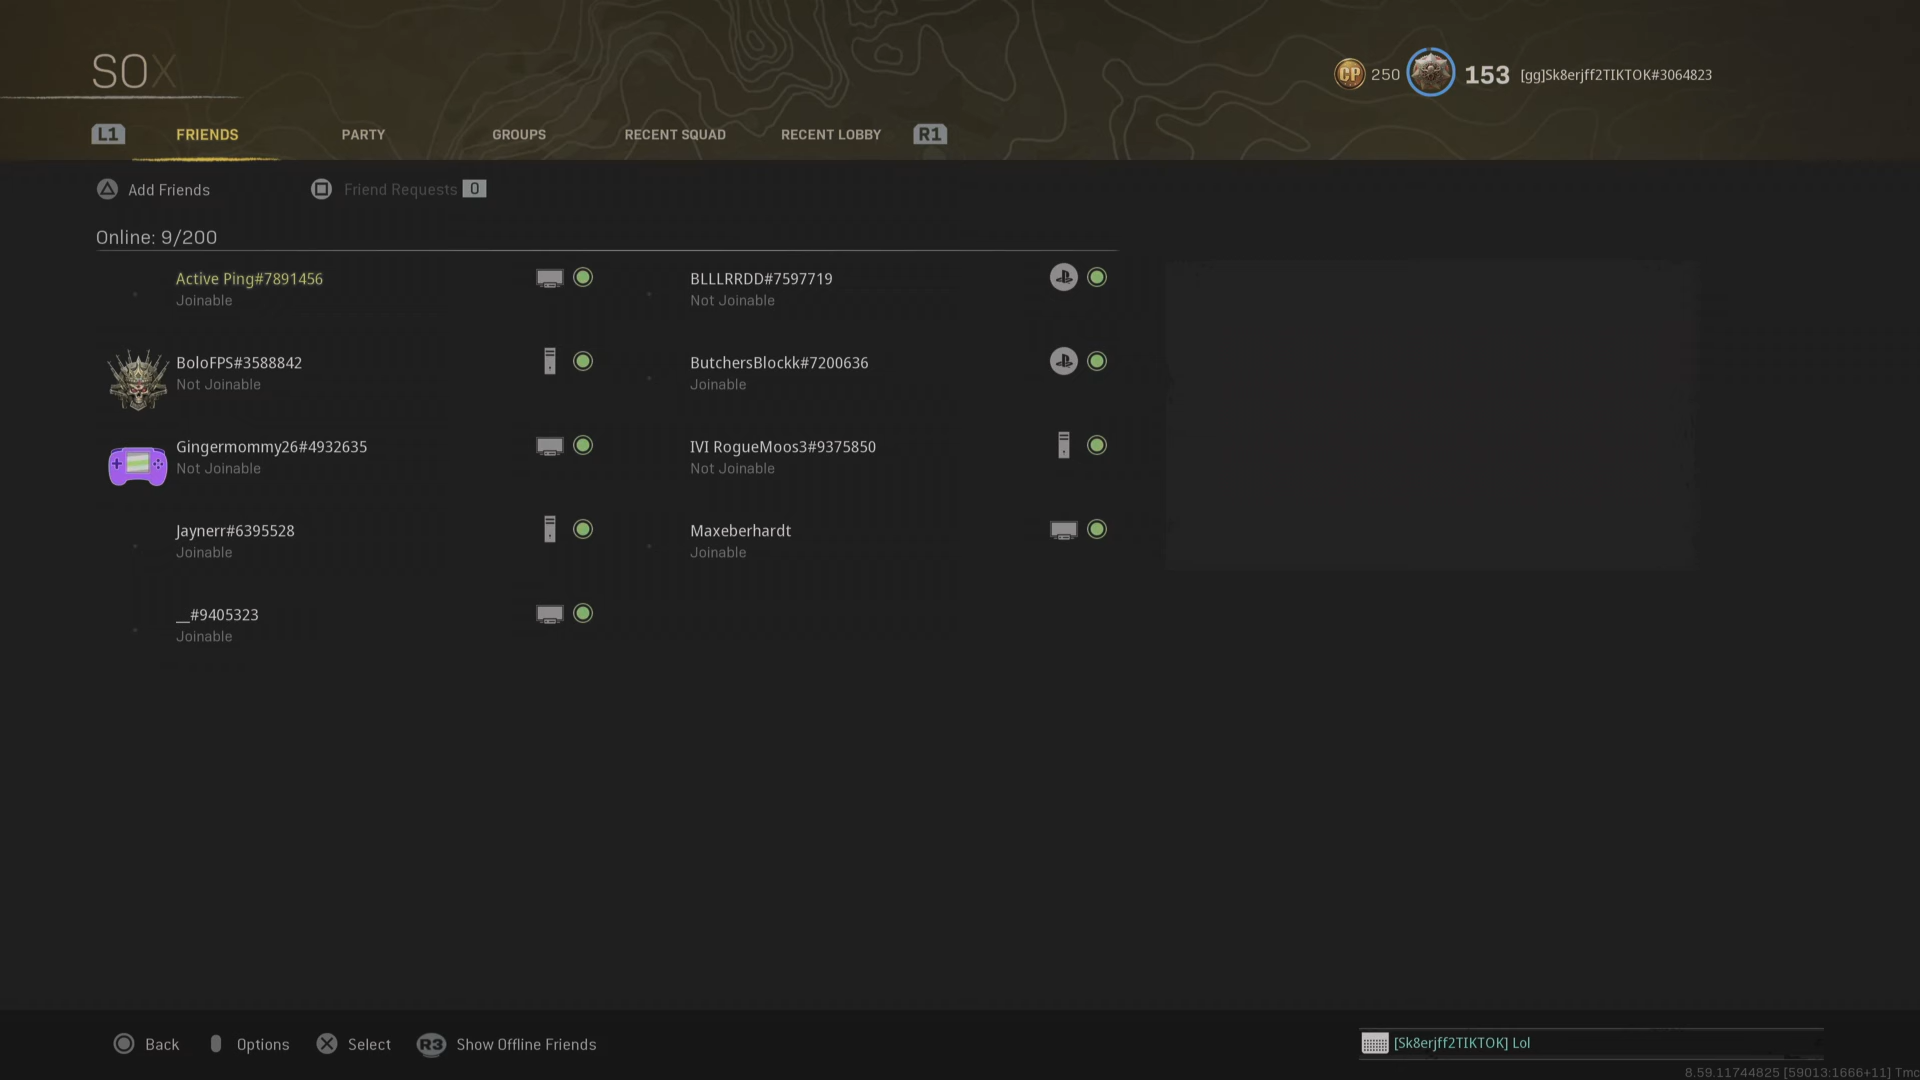 SOX
CP 250 153 [gg]Sk8erjff2TIKTOK#3064823
L1 FRIENDS PARTY GROUPS RECENT SQUAD RECENT LOBBY R1
Add Friends Friend Requests 0
Online: 9/200
Active Ping#7891456
Joinable
BLLLRRDD#7597719
Not Joinable
BoloFPS#3588842
Not Joinable
ButchersBlockk#7200636
Joinable
Gingermommy26#4932635
Not Joinable
IVI RogueMoos3#9375850
Not Joinable
Jaynerr#6395528
Joinable
Maxeberhardt
Joinable
__#9405323
Joinable
Back Options Select R3 Show Offline Friends
[Sk8erjff2TIKTOK] Lol
8.59.11744825 [59013:1666+11] Tmc